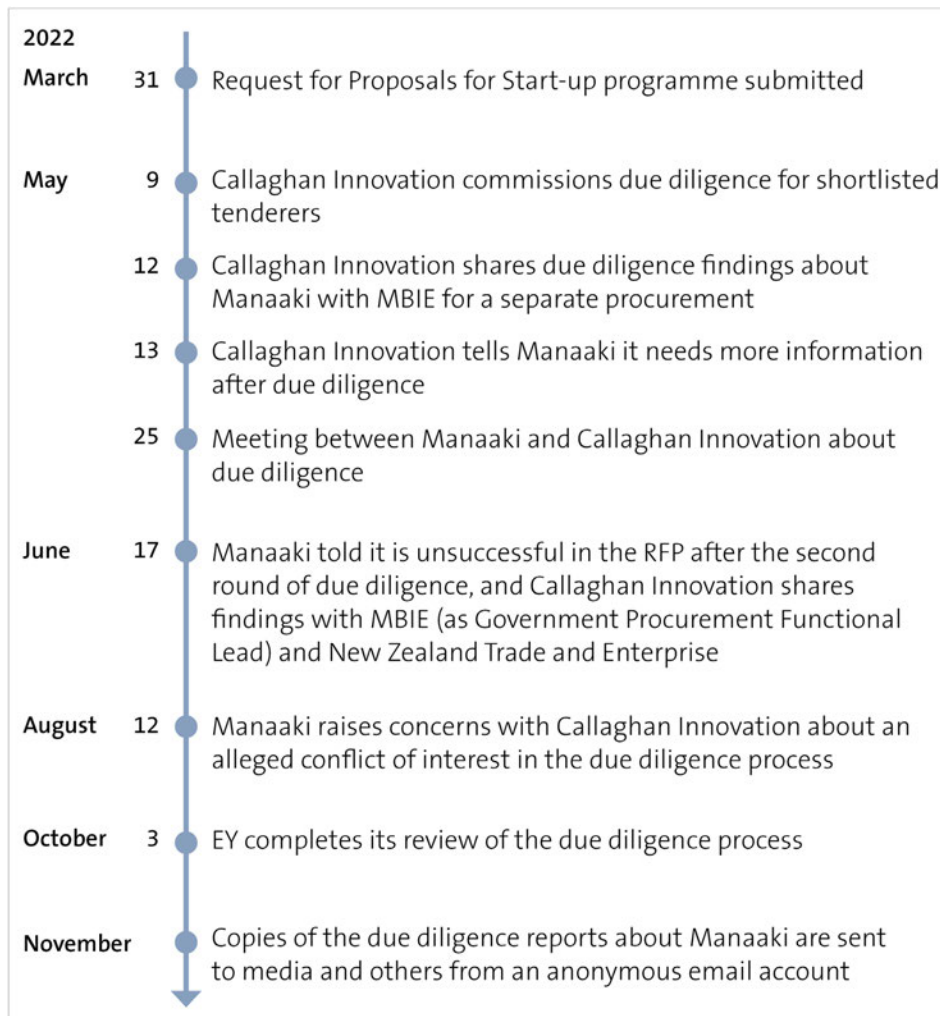 2022
March 31 Request for Proposals for Start-up programme submitted
May 9 Callaghan Innovation commissions due diligence for shortlisted
tenderers
12 Callaghan Innovation shares due diligence findings about
Manaaki with MBIE for a separate procurement
13 Callaghan Innovation tells Manaaki it needs more information
after due diligence
25 Meeting between Manaaki and Callaghan Innovation about
due diligence
June 17 Manaaki told it is unsuccessful in the RFP after the second
round of due diligence, and Callaghan Innovation shares
findings with MBIE (as Government Procurement Functional
Lead) and New Zealand Trade and Enterprise
August 12 Manaaki raises concerns with Callaghan Innovation about an
alleged conflict of interest in the due diligence process
October 3 EY completes its review of the due diligence process
November Copies of the due diligence reports about Manaaki are sent
to media and others from an anonymous email account